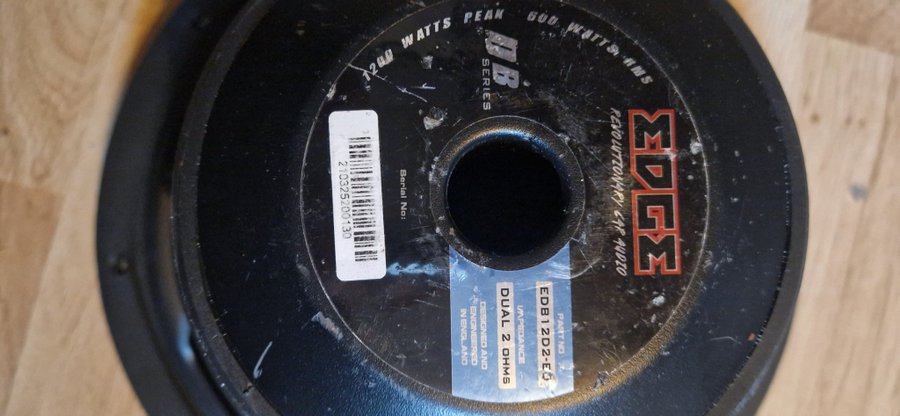 1200 WATTS PEAK 600 WATTS RMS
DB
SERIES
EDGE
REVOLUTIONARY CAR AUDIO
Serial No:
210325200130
PART NO
EDB12D2-E0
IMPEDANCE
DUAL 2 OHMS
DESIGNED AND
ENGINEERED
IN ENGLAND